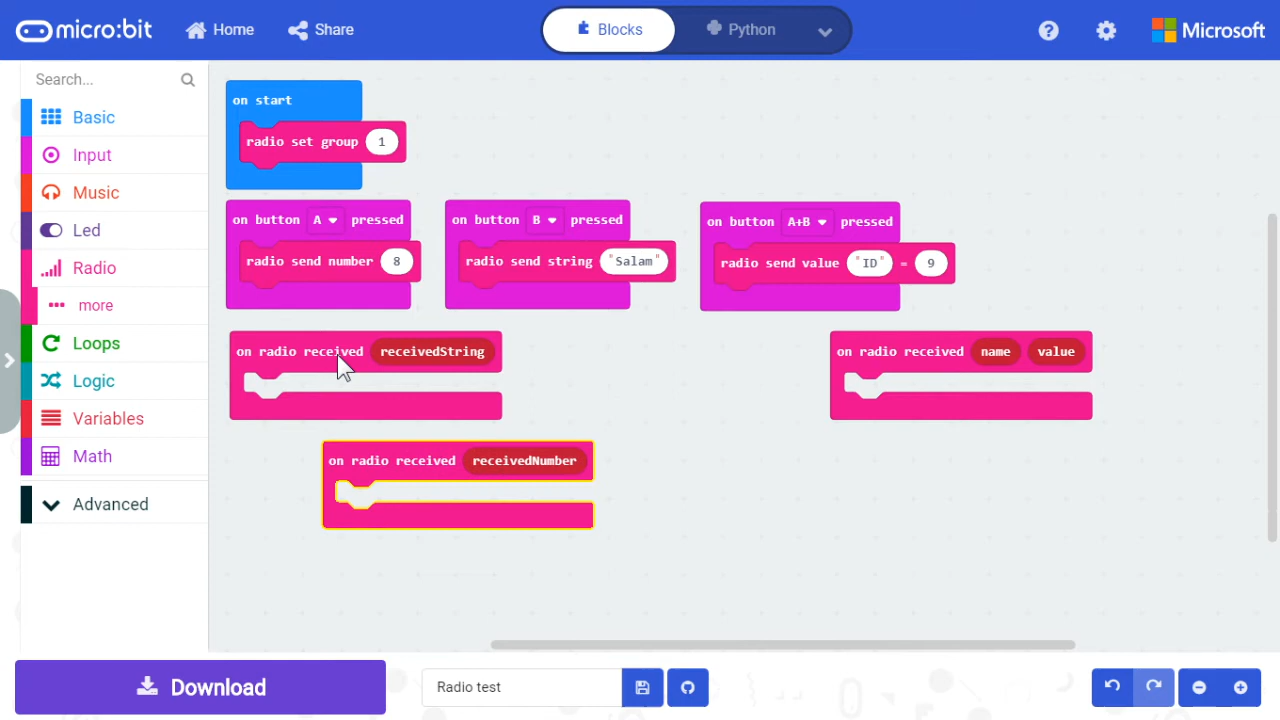 micro:bit Home Share Blocks Python Microsoft
Search...
Basic
Input
Music
Led
Radio
more
Loops
Logic
Variables
Math
Advanced
on start
radio set group 1
on button A pressed
radio send number 8
on button B pressed
radio send string "Salam"
on button A+B pressed
radio send value "ID" = 9
on radio received receivedString
on radio received name value
on radio received receivedNumber
Download
Radio test